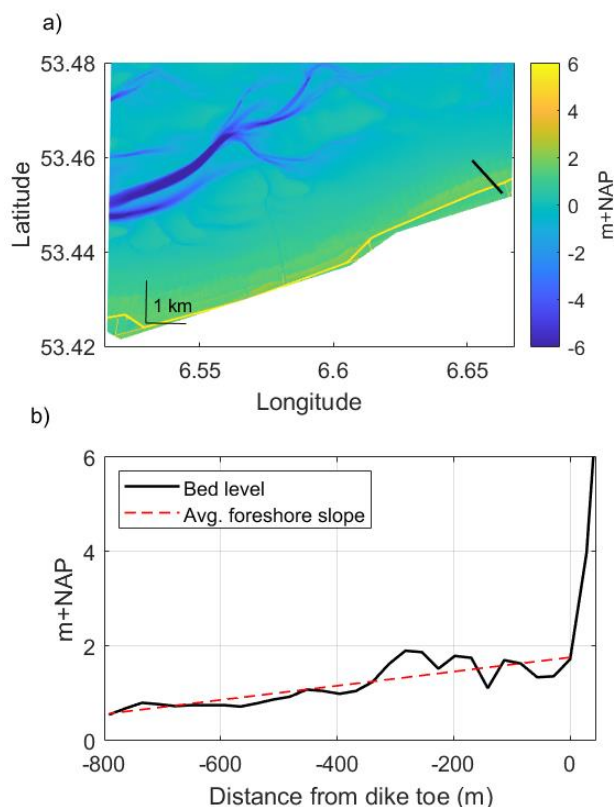 a)
53.48
53.46
53.44
53.42
Latitude
1 km
6.55
6.6
6.65
Longitude
6
4
2
0
-2
-4
-6
m+NAP
b)
6
4
2
0
m+NAP
Bed level
Avg. foreshore slope
-800
-600
-400
-200
0
Distance from dike toe (m)